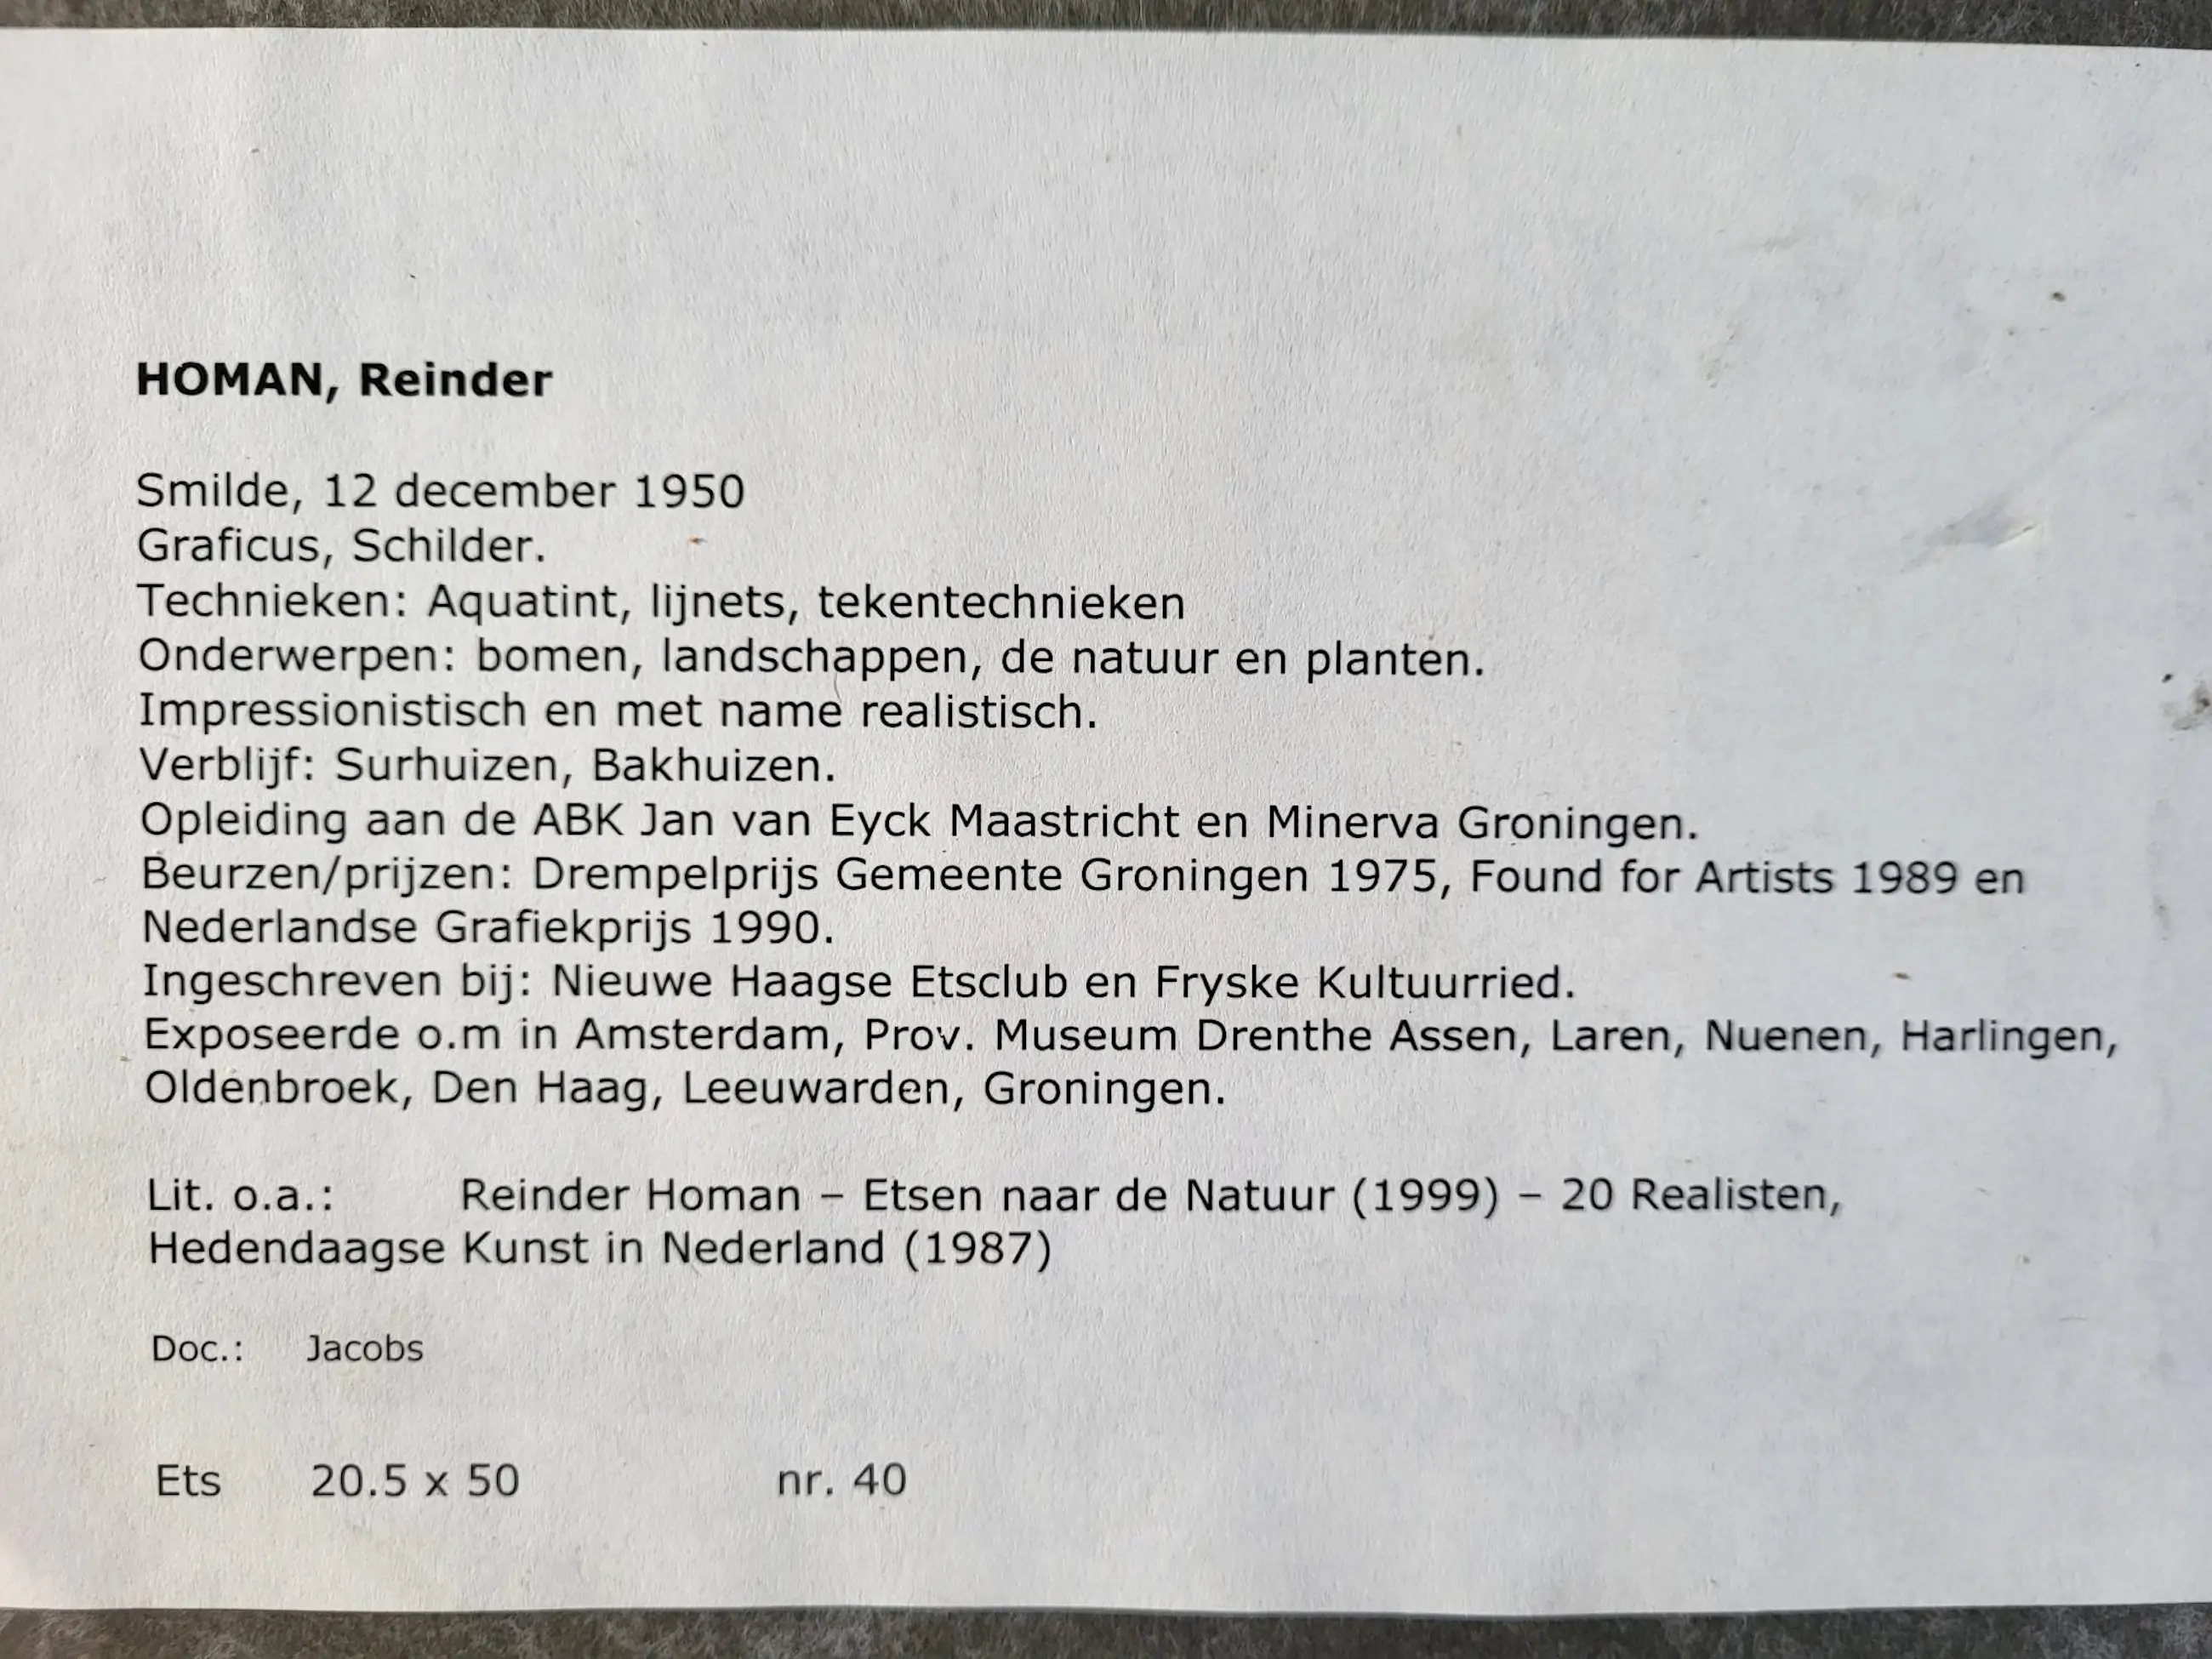 HOMAN, Reinder
Smilde, 12 december 1950
Graficus, Schilder.
Technieken: Aquatint, lijnets, tekentechnieken
Onderwerpen: bomen, landschappen, de natuur en planten.
Impressionistisch en met name realistisch.
Verblijf: Surhuizen, Bakhuizen.
Opleiding aan de ABK Jan van Eyck Maastricht en Minerva Groningen.
Beurzen/prijzen: Drempelprijs Gemeente Groningen 1975, Found for Artists 1989 en
Nederlandse Grafiekprijs 1990.
Ingeschreven bij: Nieuwe Haagse Etsclub en Fryske Kultuurried.
Exposeerde o.m in Amsterdam, Prov. Museum Drenthe Assen, Laren, Nuenen, Harlingen,
Oldenbroek, Den Haag, Leeuwarden, Groningen.
Lit. o.a.: Reinder Homan – Etsen naar de Natuur (1999) – 20 Realisten,
Hedendaagse Kunst in Nederland (1987)
Doc.: Jacobs
Ets 20.5 x 50 nr. 40